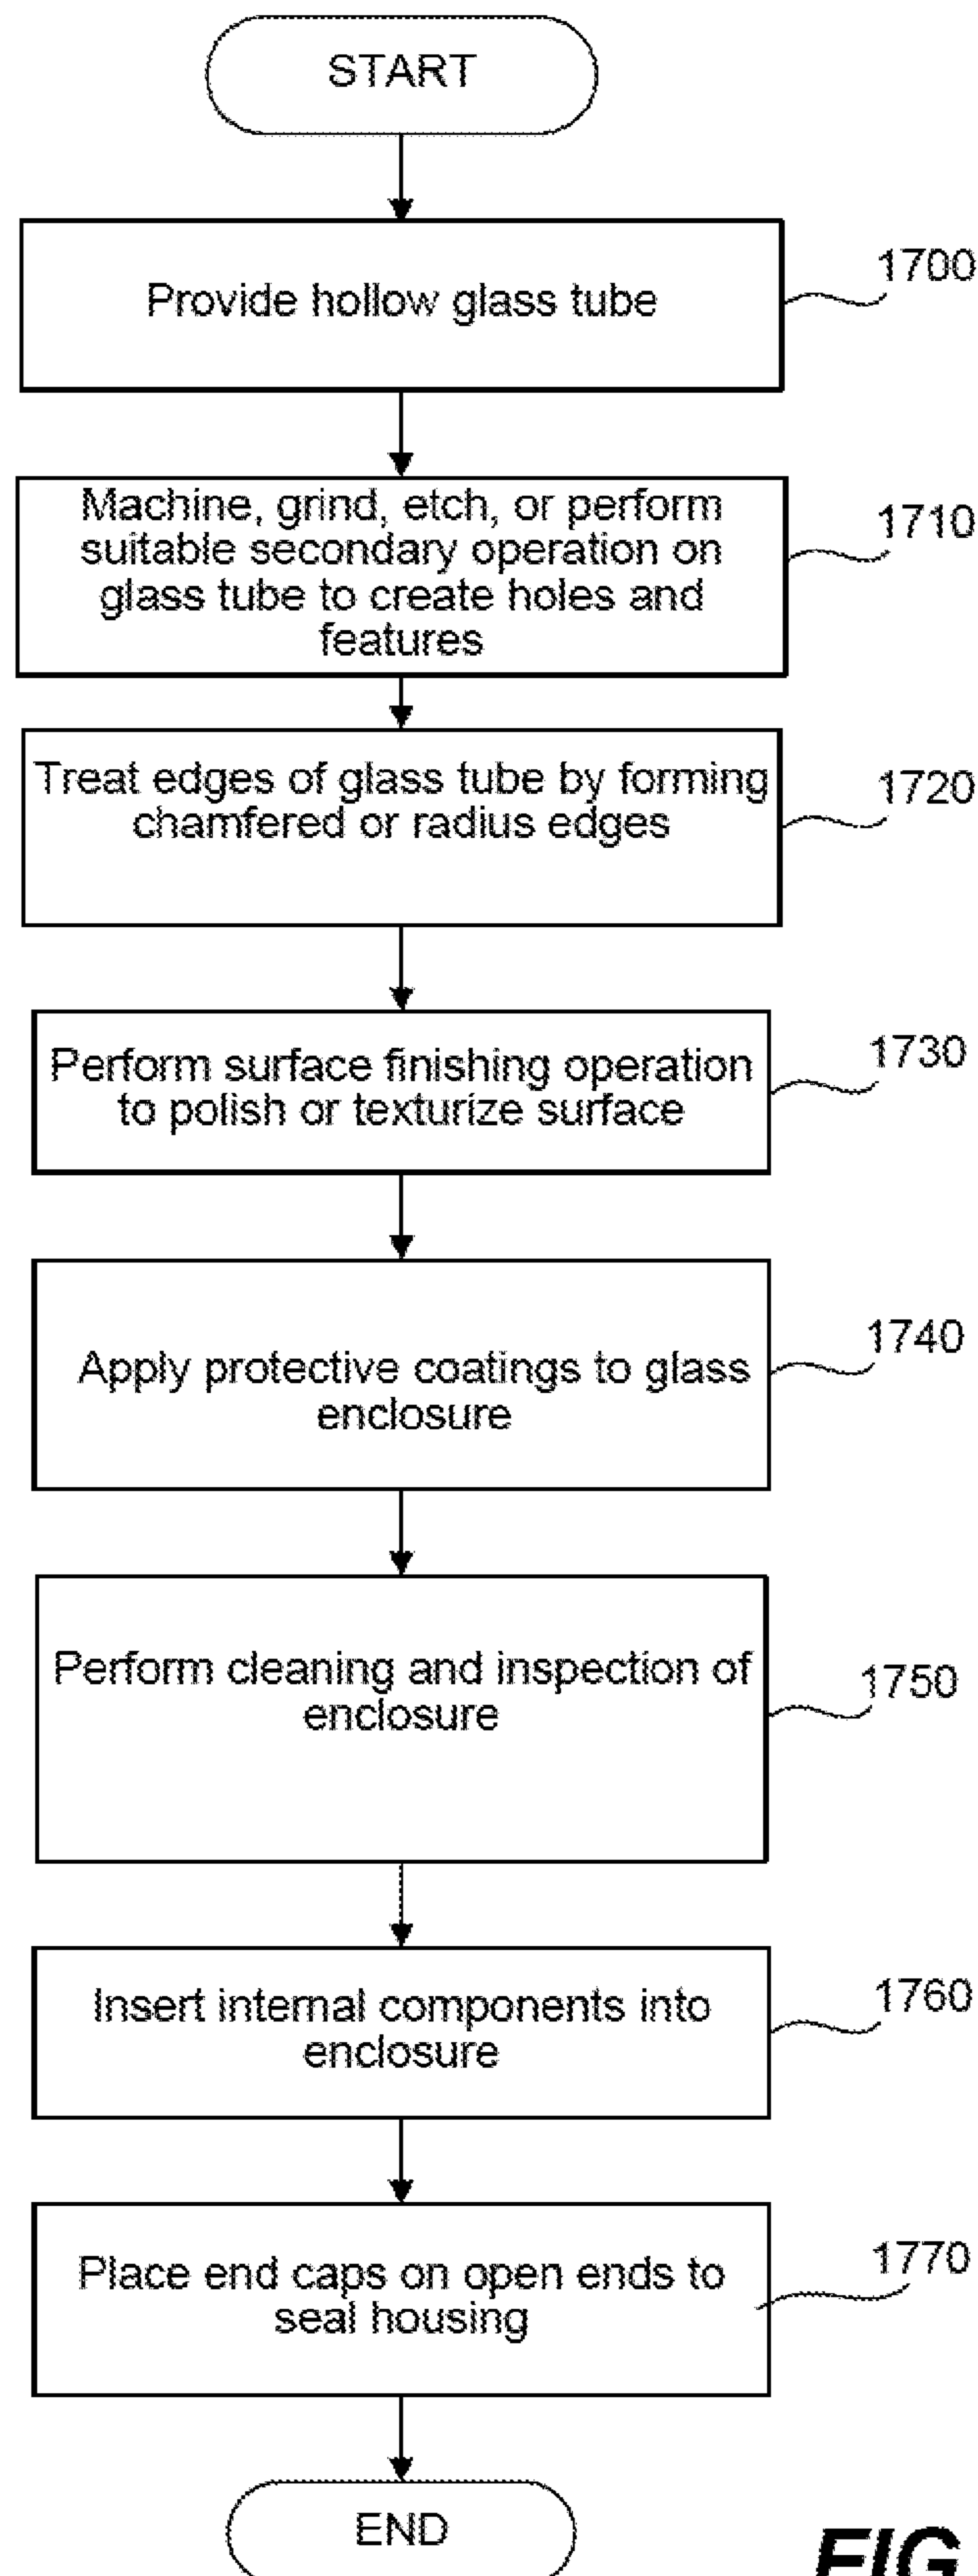 START
Provide hollow glass tube
1700
Machine, grind, etch, or perform
suitable secondary operation on
glass tube to create holes and
features
1710
Treat edges of glass tube by forming
chamfered or radius edges
1720
Perform surface finishing operation
to polish or texturize surface
1730
Apply protective coatings to glass
enclosure
1740
Perform cleaning and inspection of
enclosure
1750
Insert internal components into
enclosure
1760
Place end caps on open ends to
seal housing
1770
END
FIG